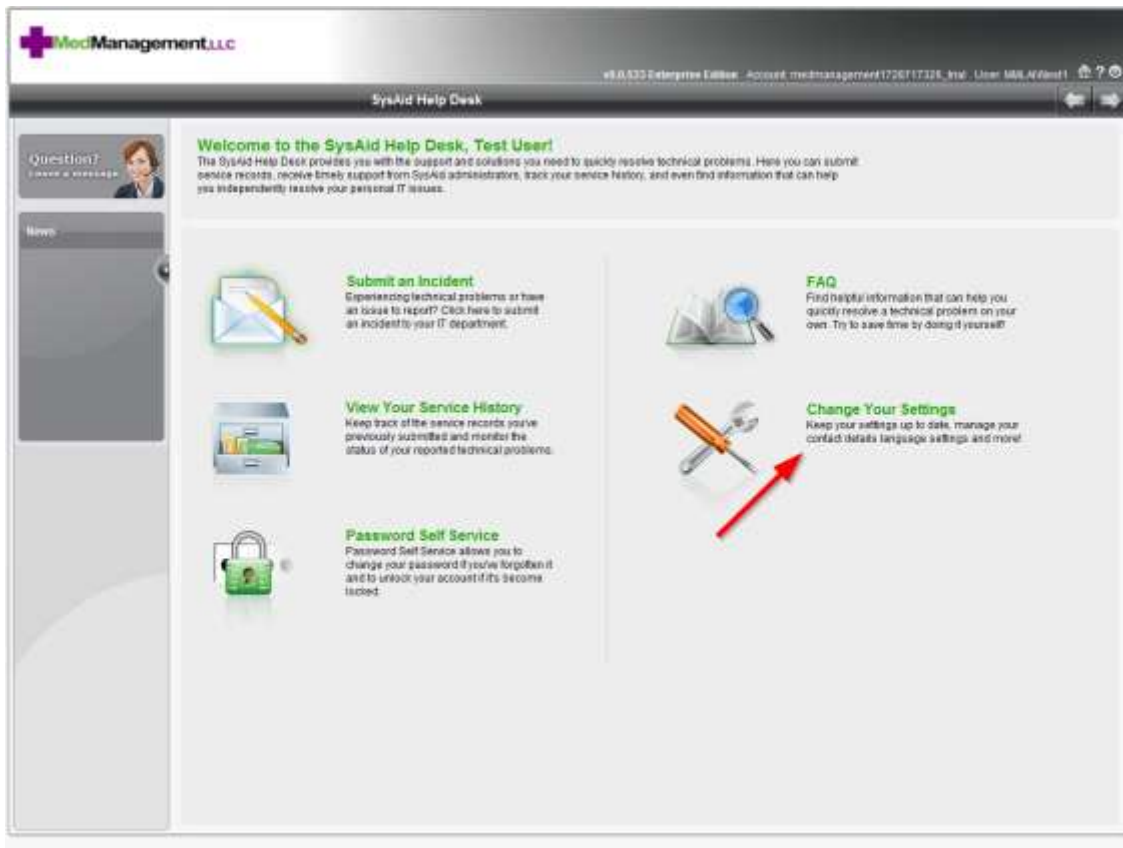 MedManagement,LLC
Enterprise Edition Account
SysAid Help Desk
Question?
Leave a message
News
Welcome to the SysAid Help Desk, Test User!
The SysAid Help Desk provides you with the support and solutions you need to quickly resolve technical problems. Here you can submit
service records, receive timely support from SysAid administrators, track your service history, and even find information that can help
you independently resolve your personal IT issues.
Submit an Incident
Experiencing technical problems or have
an issue to report? Click here to submit
an incident to your IT department.
View Your Service History
Keep track of the service records you've
previously submitted and monitor the
status of your reported technical problems.
Password Self Service
Password Self Service allows you to
change your password if you've forgotten it
and to unlock your account if it's become
locked.
FAQ
Find helpful information that can help you
quickly resolve a technical problem on your
own. Try to save time by doing it yourself!
Change Your Settings
Keep your settings up to date, manage your
contact details language settings and more!